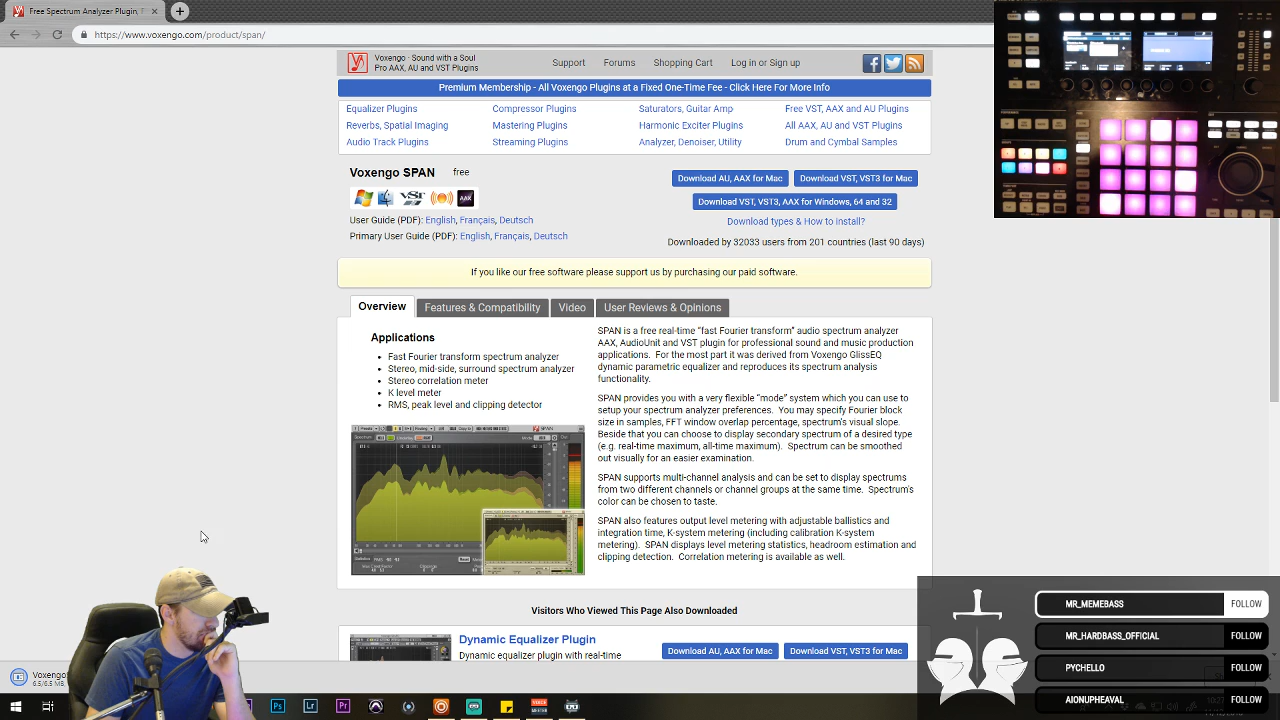 Free Spectrum Analyzer Plugin,
https://www.voxengo.com/product/span/
Voxengo - Sound with a Spin
Pro AAX, AU and VST Plugins
Support Forums Shopping Cart Log in or Sign up
Premium Membership - All Voxengo Plugins at a Fixed One-Time Fee - Click Here For More Info
Equalizer Plugins Compressor Plugins Saturators, Guitar Amp Free VST, AAX and AU Plugins
Reverbs, Spatial Imaging Mastering Plugins Harmonic Exciter Plugins All AAX, AU and VST Plugins
Audio Track Plugins Streaming Plugins Analyzer, Denoiser, Utility Drum and Cymbal Samples
Voxengo SPAN free
Download AU, AAX for Mac Download VST, VST3 for Mac
VST AAX
Download VST, VST3, AAX for Windows, 64 and 32
User Guide (PDF): English, Français, Deutsch
Download types & How to install?
Primary User Guide (PDF): English, Français, Deutsch
Downloaded by 32033 users from 201 countries (last 90 days)
If you like our free software please support us by purchasing our paid software.
Overview Features & Compatibility Video User Reviews & Opinions
Applications
• Fast Fourier transform spectrum analyzer
• Stereo, mid-side, surround spectrum analyzer
• Stereo correlation meter
• K level meter
• RMS, peak level and clipping detector
SPAN
SPAN is a free real-time "fast Fourier transform" audio spectrum analyzer
AAX, AudioUnit and VST plugin for professional sound and music production
applications. For the most part it was derived from Voxengo GlissEQ
dynamic parametric equalizer and reproduces its spectrum analysis
functionality.
SPAN provides you with a very flexible "mode" system which you can use to
setup your spectrum analyzer preferences. You may specify Fourier block
size in samples, FFT window overlap percentage, spectrum's visual slope.
Beside that you can choose to display secondary spectrum of a desired type
(e.g. real-time maximum, all-time maximum). Spectrum can be smoothed
out visually for an easier examination.
SPAN supports multi-channel analysis and can be set to display spectrums
from two different channels or channel groups at the same time. Spectrum's
color can be chosen to taste.
SPAN also features output level metering with adjustable ballistics and
integration time, K-system metering (including calibration K-system
metering). SPAN displays level metering statistics, headroom estimation and
clipping detection. Correlation metering is available as well.
Visitors Who Viewed This Page Also Downloaded
Dynamic Equalizer Plugin
Dynamic equalizer plugin with real-time
Download AU, AAX for Mac Download VST, VST3 for Mac
Voxengo
Ps Lr Pr
MR_MEMEBASS FOLLOW
MR_HARDBASS_OFFICIAL FOLLOW
PYCHELLO FOLLOW
AIONUPHEAVAL FOLLOW